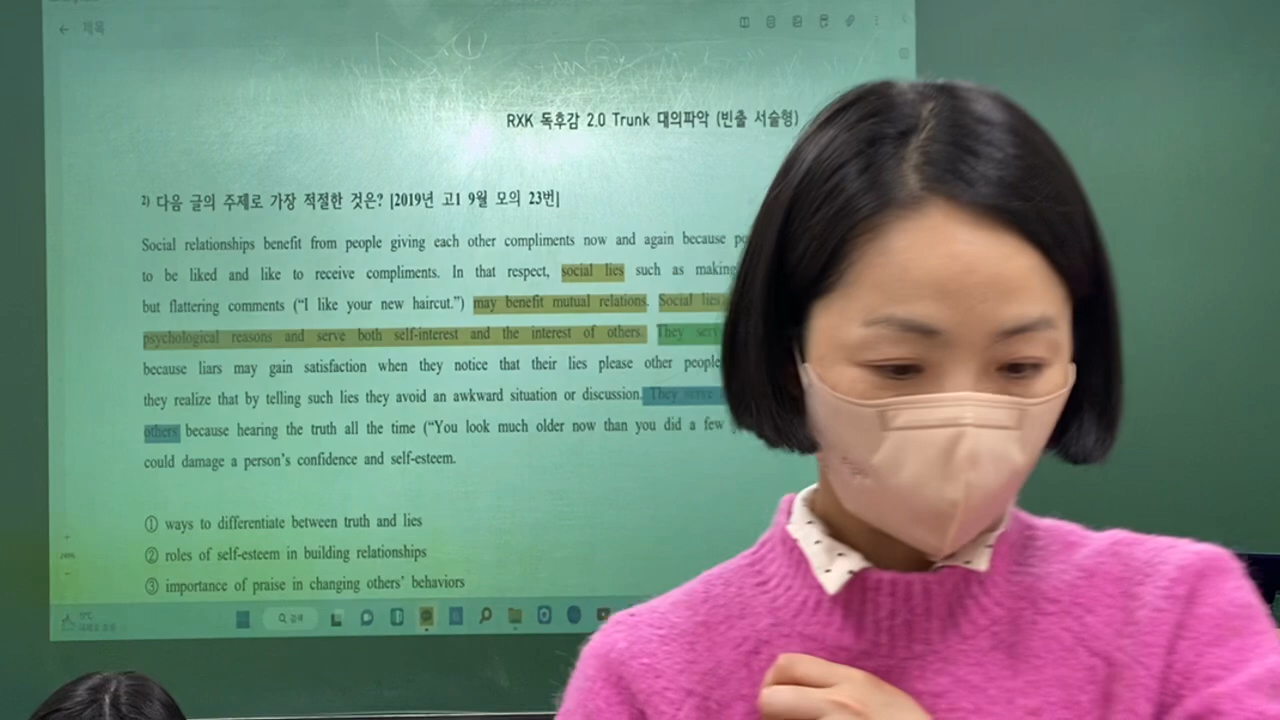 제목
RXK 독후감 2.0 Trunk 대의파악 (빈출 서술형)
2) 다음 글의 주제로 가장 적절한 것은? [2019년 고1 9월 모의 23번]
Social relationships benefit from people giving each other compliments now and again because
to be liked and like to receive compliments. In that respect, social lies such as making
but flattering comments (“I like your new haircut.”) may benefit mutual relations. Social lies
psychological reasons and serve both self-interest and the interest of others. They
because liars may gain satisfaction when they notice that their lies please other people
they realize that by telling such lies they avoid an awkward situation or discussion. They serve
others because hearing the truth all the time (“You look much older now than you did a few
could damage a person’s confidence and self-esteem.
① ways to differentiate between truth and lies
② roles of self-esteem in building relationships
③ importance of praise in changing others’ behaviors
검색